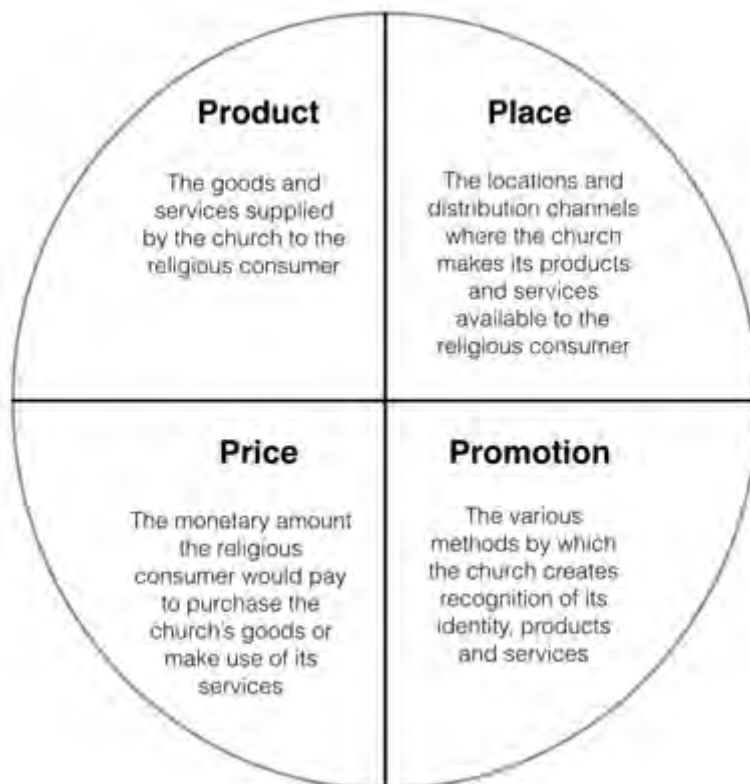 Product
The goods and
services supplied
by the church to the
religious consumer
Place
The locations and
distribution channels
where the church
makes its products
and services
available to the
religious consumer
Price
The monetary amount
the religious
consumer would pay
to purchase the
church's goods or
make use of its
services
Promotion
The various
methods by which
the church creates
recognition of its
identity, products
and services